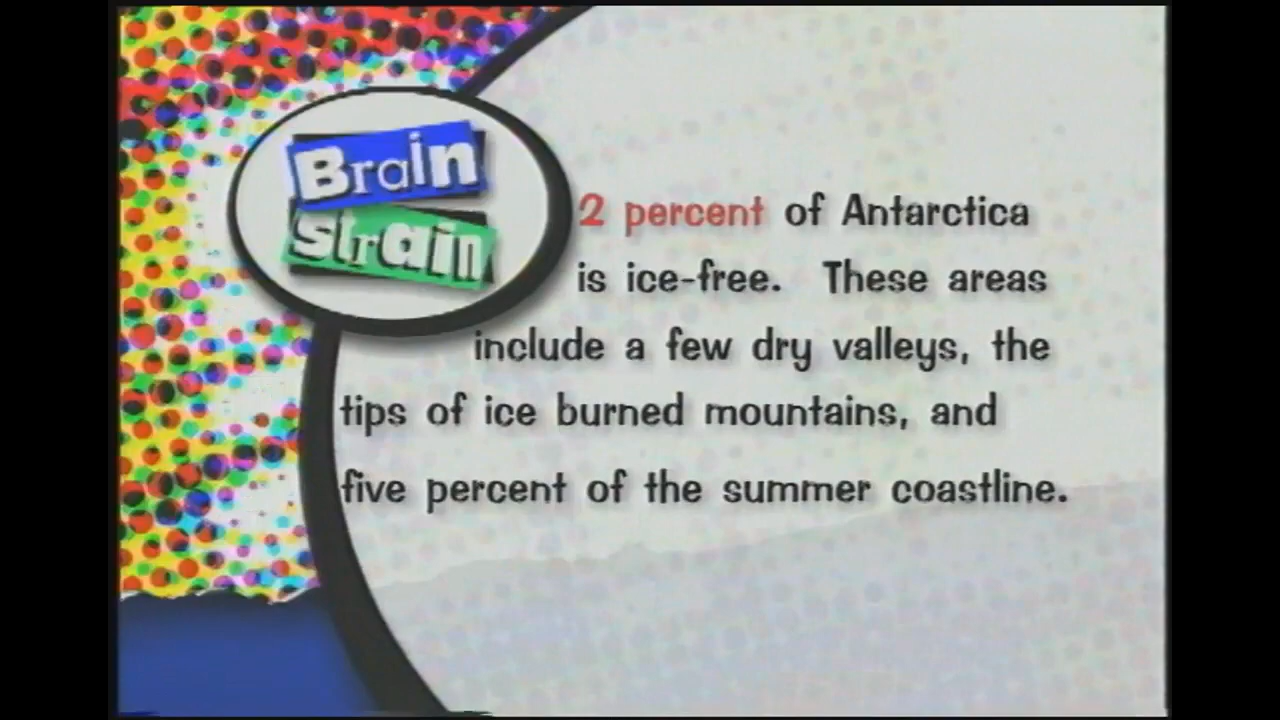 Brain
Strain
2 percent of Antarctica
is ice-free. These areas
include a few dry valleys, the
tips of ice burned mountains, and
five percent of the summer coastline.